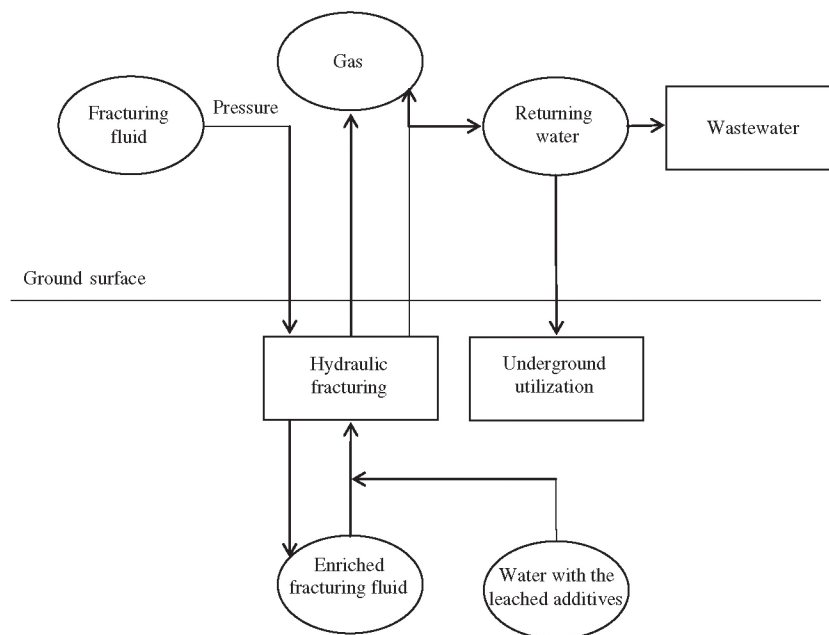 Gas
Fracturing
fluid
Pressure
Returning
water
Wastewater
Ground surface
Hydraulic
fracturing
Underground
utilization
Enriched
fracturing fluid
Water with the
leached additives